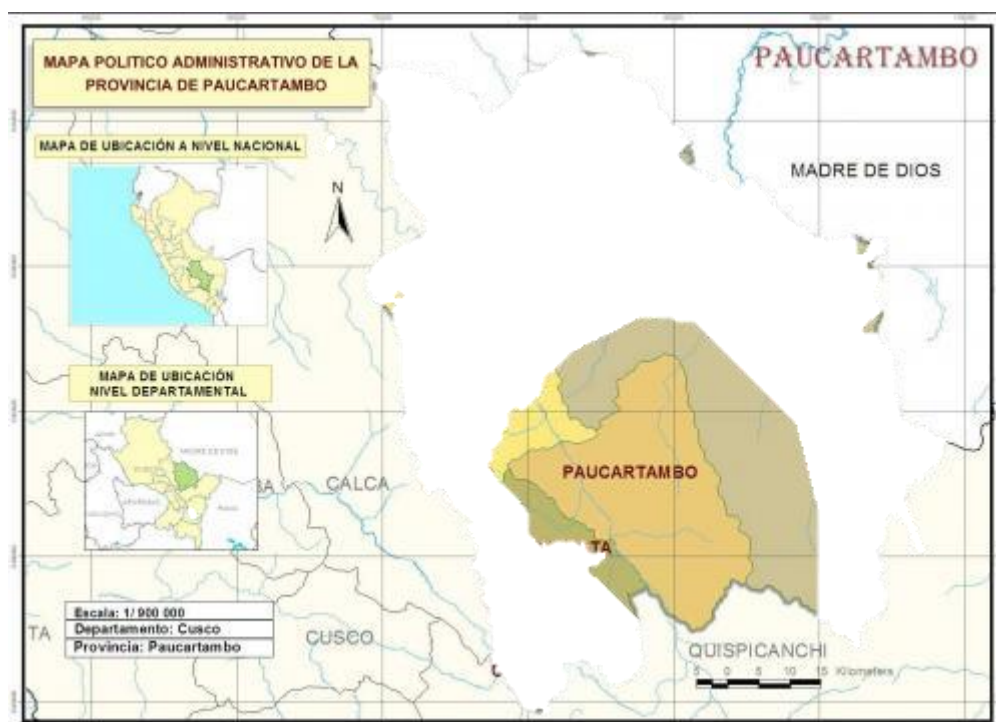 MAPA POLITICO ADMINISTRATIVO DE LA
PROVINCIA DE PAUCARTAMBO
PAUCARTAMBO
MAPA DE UBICACIÓN A NIVEL NACIONAL
MADRE DE DIOS
N
MAPA DE UBICACIÓN
NIVEL DEPARTAMENTAL
PAUCARTAMBO
CALCA
BA
TA
Escala: 1/ 900 000
Departamento: Cusco
Provincia: Paucartambo
TA
CUSCO
QUISPICANCHI
5 0 5 10 15 Kilometers